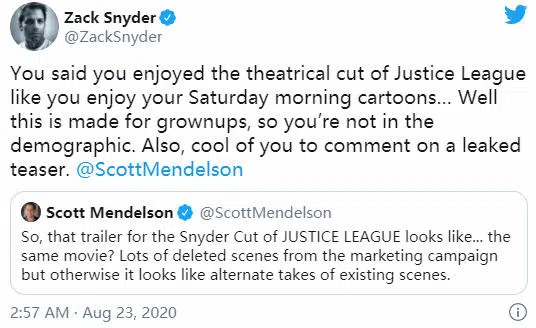 Zack Snyder
@ZackSnyder
You said you enjoyed the theatrical cut of Justice League
like you enjoy your Saturday morning cartoons... Well
this is made for grownups, so you're not in the
demographic. Also, cool of you to comment on a leaked
teaser. @ScottMendelson
Scott Mendelson @ScottMendelson
So, that trailer for the Snyder Cut of JUSTICE LEAGUE looks like... the
same movie? Lots of deleted scenes from the marketing campaign
but otherwise it looks like alternate takes of existing scenes.
2:57 AM · Aug 23, 2020